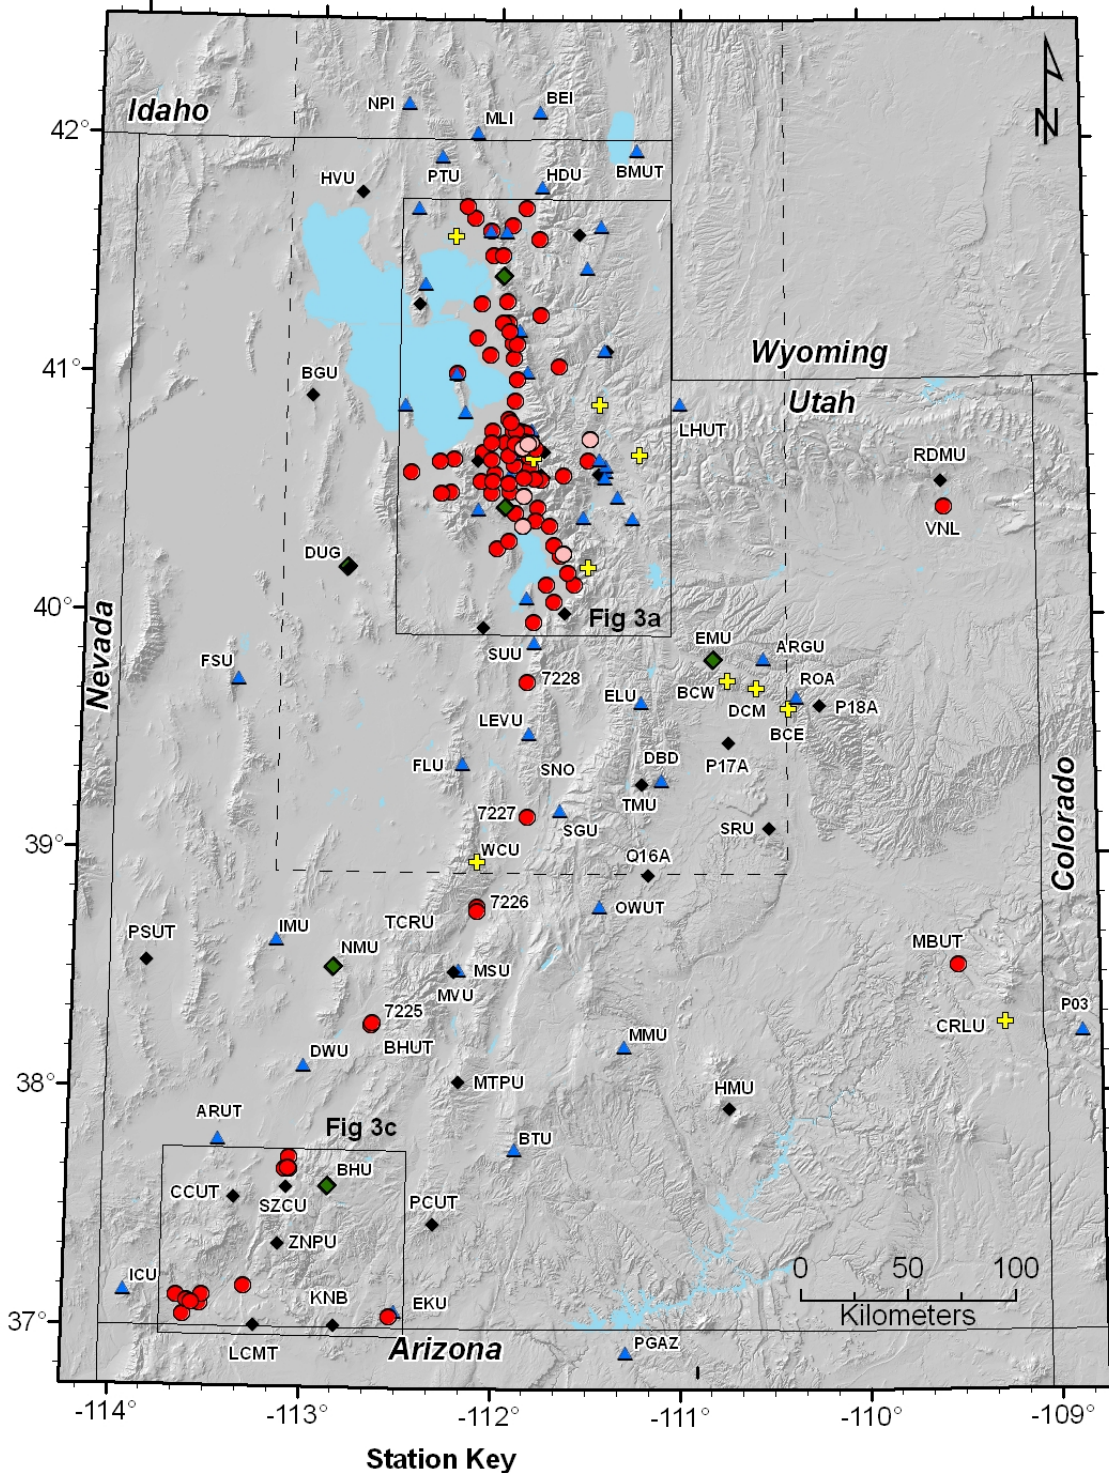 Idaho
NPI
MLI
BEI
N
42°
PTU
HDU
BMUT
HVU
41°
BGU
Wyoming
Utah
LHUT
RDMU
VNL
DUG
40°
Fig 3a
Nevada
SUU
EMU
ARGU
FSU
7228
ELU
BCW
ROA
DCM
P18A
BCE
LEVU
P17A
FLU
SNO
DBD
TMU
Colorado
7227
SGU
SRU
39°
WCU
Q16A
7226
OWUT
TCRU
PSUT
IMU
NMU
MSU
MBUT
MVU
7225
P03
CRLU
BHUT
DWU
MMU
38°
MTPU
HMU
ARUT
Fig 3c
BTU
BHU
CCUT
SZCU
PCUT
ZNPU
ICU
0 50 100
KNB
EKU
Kilometers
37°
LCMT
Arizona
PGAZ
-114° -113° -112° -111° -110° -109°
Station Key